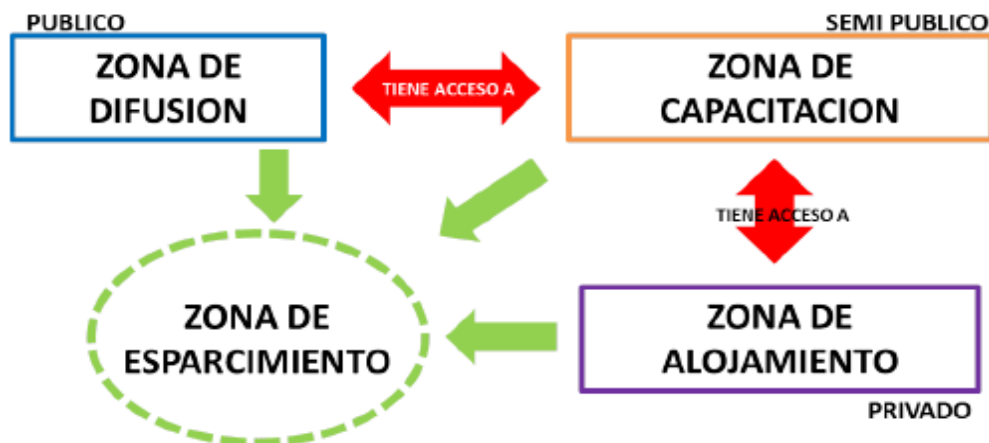 PUBLICO
ZONA DE
DIFUSION
TIENE ACCESO A
SEMI PUBLICO
ZONA DE
CAPACITACION
TIENE ACCESO A
ZONA DE
ESPARCIMIENTO
ZONA DE
ALOJAMIENTO
PRIVADO